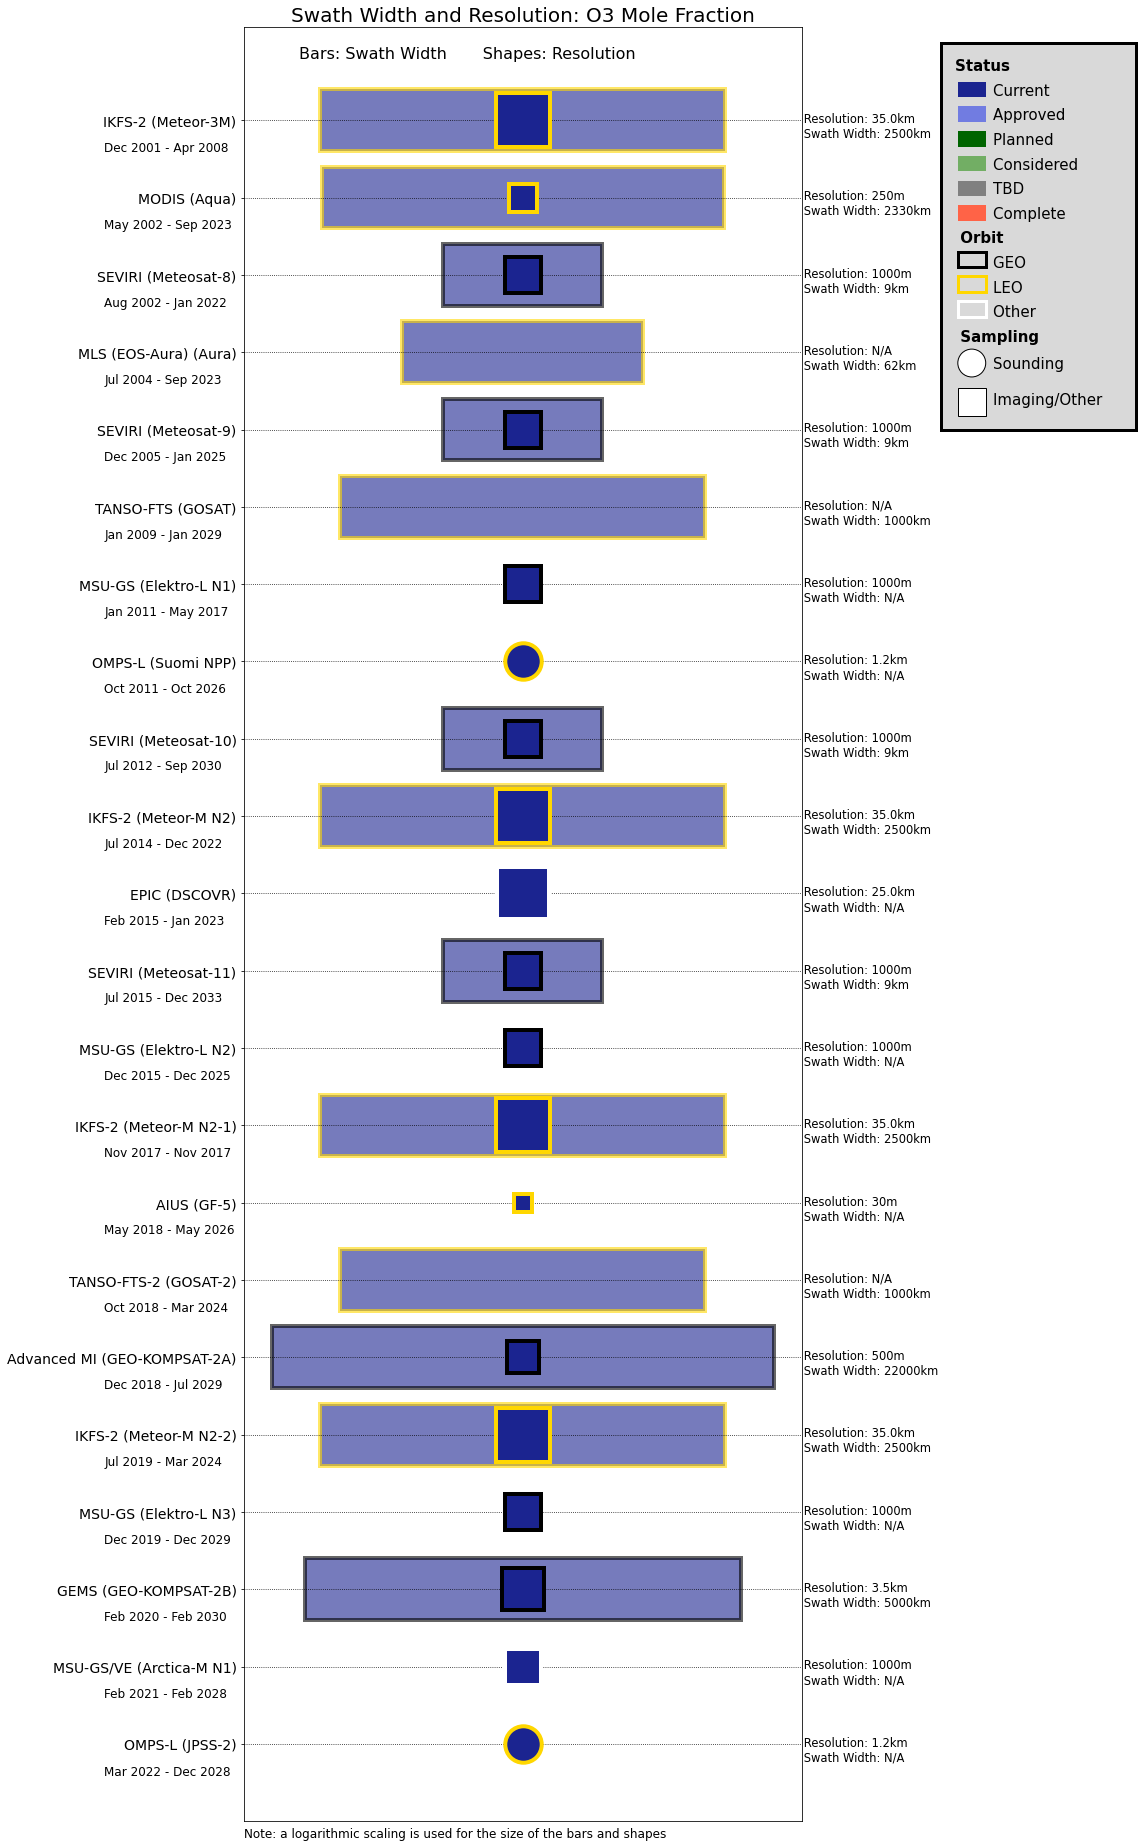 Swath Width and Resolution: O3 Mole Fraction
Bars: Swath Width Shapes: Resolution
IKFS-2 (Meteor-3M)
Dec 2001 - Apr 2008
Resolution: 35.0km
Swath Width: 2500km
MODIS (Aqua)
May 2002 - Sep 2023
Resolution: 250m
Swath Width: 2330km
SEVIRI (Meteosat-8)
Aug 2002 - Jan 2022
Resolution: 1000m
Swath Width: 9km
MLS (EOS-Aura) (Aura)
Jul 2004 - Sep 2023
Resolution: N/A
Swath Width: 62km
SEVIRI (Meteosat-9)
Dec 2005 - Jan 2025
Resolution: 1000m
Swath Width: 9km
TANSO-FTS (GOSAT)
Jan 2009 - Jan 2029
Resolution: N/A
Swath Width: 1000km
MSU-GS (Elektro-L N1)
Jan 2011 - May 2017
Resolution: 1000m
Swath Width: N/A
OMPS-L (Suomi NPP)
Oct 2011 - Oct 2026
Resolution: 1.2km
Swath Width: N/A
SEVIRI (Meteosat-10)
Jul 2012 - Sep 2030
Resolution: 1000m
Swath Width: 9km
IKFS-2 (Meteor-M N2)
Jul 2014 - Dec 2022
Resolution: 35.0km
Swath Width: 2500km
EPIC (DSCOVR)
Feb 2015 - Jan 2023
Resolution: 25.0km
Swath Width: N/A
SEVIRI (Meteosat-11)
Jul 2015 - Dec 2033
Resolution: 1000m
Swath Width: 9km
MSU-GS (Elektro-L N2)
Dec 2015 - Dec 2025
Resolution: 1000m
Swath Width: N/A
IKFS-2 (Meteor-M N2-1)
Nov 2017 - Nov 2017
Resolution: 35.0km
Swath Width: 2500km
AIUS (GF-5)
May 2018 - May 2026
Resolution: 30m
Swath Width: N/A
TANSO-FTS-2 (GOSAT-2)
Oct 2018 - Mar 2024
Resolution: N/A
Swath Width: 1000km
Advanced MI (GEO-KOMPSAT-2A)
Dec 2018 - Jul 2029
Resolution: 500m
Swath Width: 22000km
IKFS-2 (Meteor-M N2-2)
Jul 2019 - Mar 2024
Resolution: 35.0km
Swath Width: 2500km
MSU-GS (Elektro-L N3)
Dec 2019 - Dec 2029
Resolution: 1000m
Swath Width: N/A
GEMS (GEO-KOMPSAT-2B)
Feb 2020 - Feb 2030
Resolution: 3.5km
Swath Width: 5000km
MSU-GS/VE (Arctica-M N1)
Feb 2021 - Feb 2028
Resolution: 1000m
Swath Width: N/A
OMPS-L (JPSS-2)
Mar 2022 - Dec 2028
Resolution: 1.2km
Swath Width: N/A
Note: a logarithmic scaling is used for the size of the bars and shapes
Status
Current
Approved
Planned
Considered
TBD
Complete
Orbit
GEO
LEO
Other
Sampling
Sounding
Imaging/Other